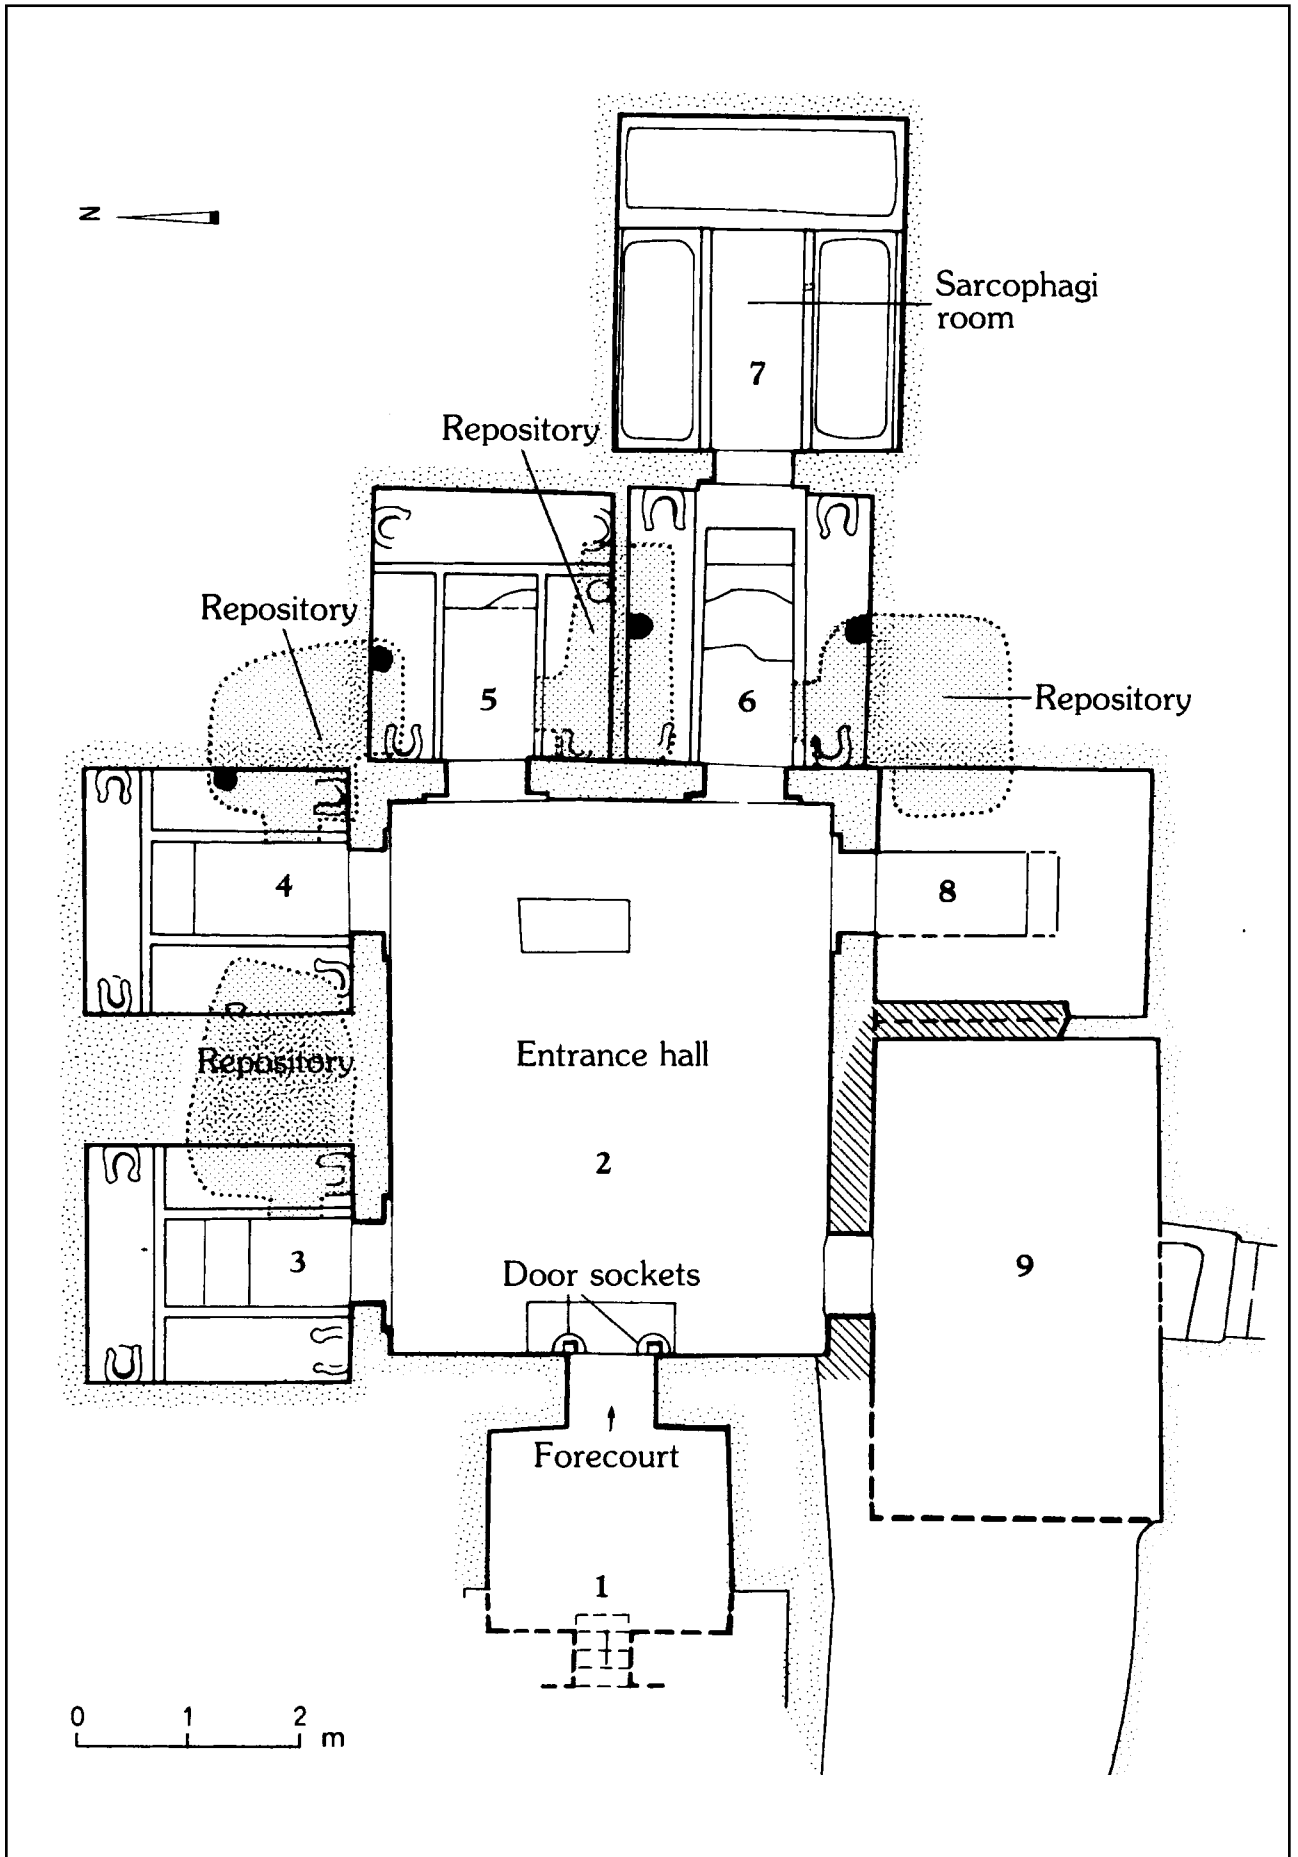 N
Sarcophagi
room
7
Repository
Repository
5
6
Repository
4
8
Repository
Entrance hall
2
3
9
Door sockets
Forecourt
1
0 1 2 m